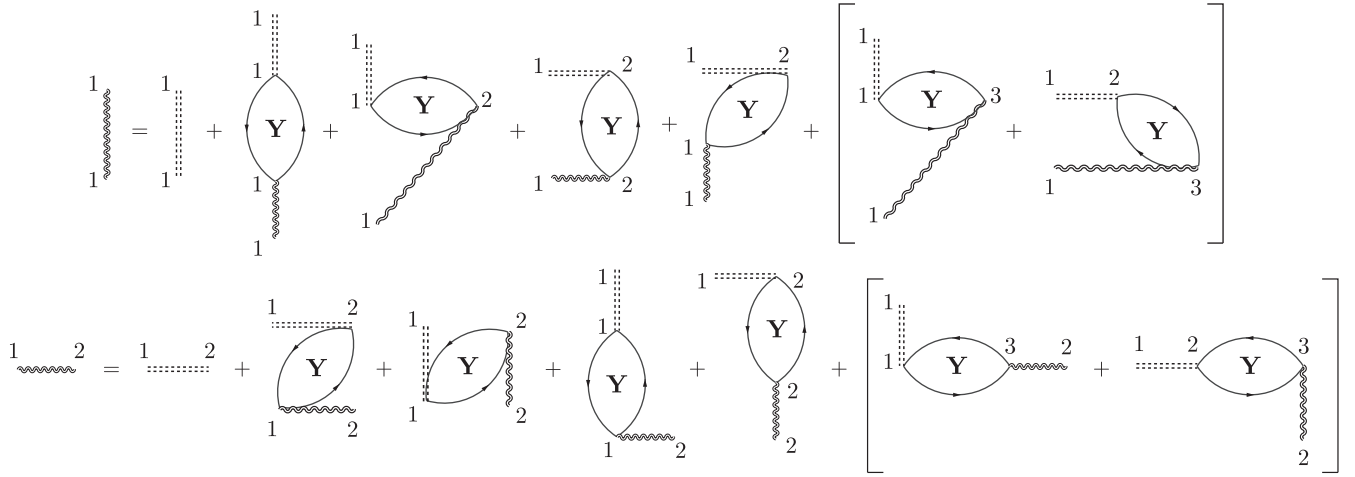 1 1 = 1 1 + 1 1 Y 1 1 + 1 1 Y 2 1 + 1 2 Y 1 2 + 1 2 Y 1 1 + [ 1 1 Y 3 1 + 1 2 Y 1 3 ]
1 2 = 1 2 + 1 2 Y 1 2 + 1 2 Y 1 2 + 1 1 Y 1 2 + 1 2 Y 2 2 + [ 1 1 Y 3 2 + 1 2 Y 3 2 ]